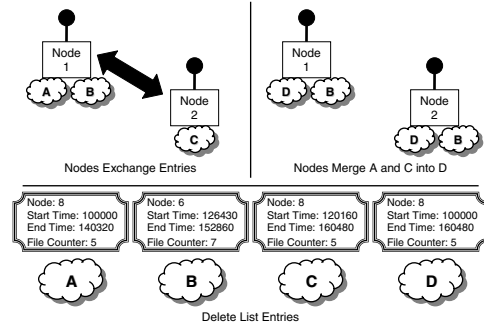 Node
1
A
B
Node
2
C
Nodes Exchange Entries
Node
1
D
B
Node
2
D
B
Nodes Merge A and C into D
Node: 8
Start Time: 100000
End Time: 140320
File Counter: 5
Node: 6
Start Time: 126430
End Time: 152860
File Counter: 7
Node: 8
Start Time: 120160
End Time: 160480
File Counter: 5
Node: 8
Start Time: 100000
End Time: 160480
File Counter: 5
A
B
C
D
Delete List Entries